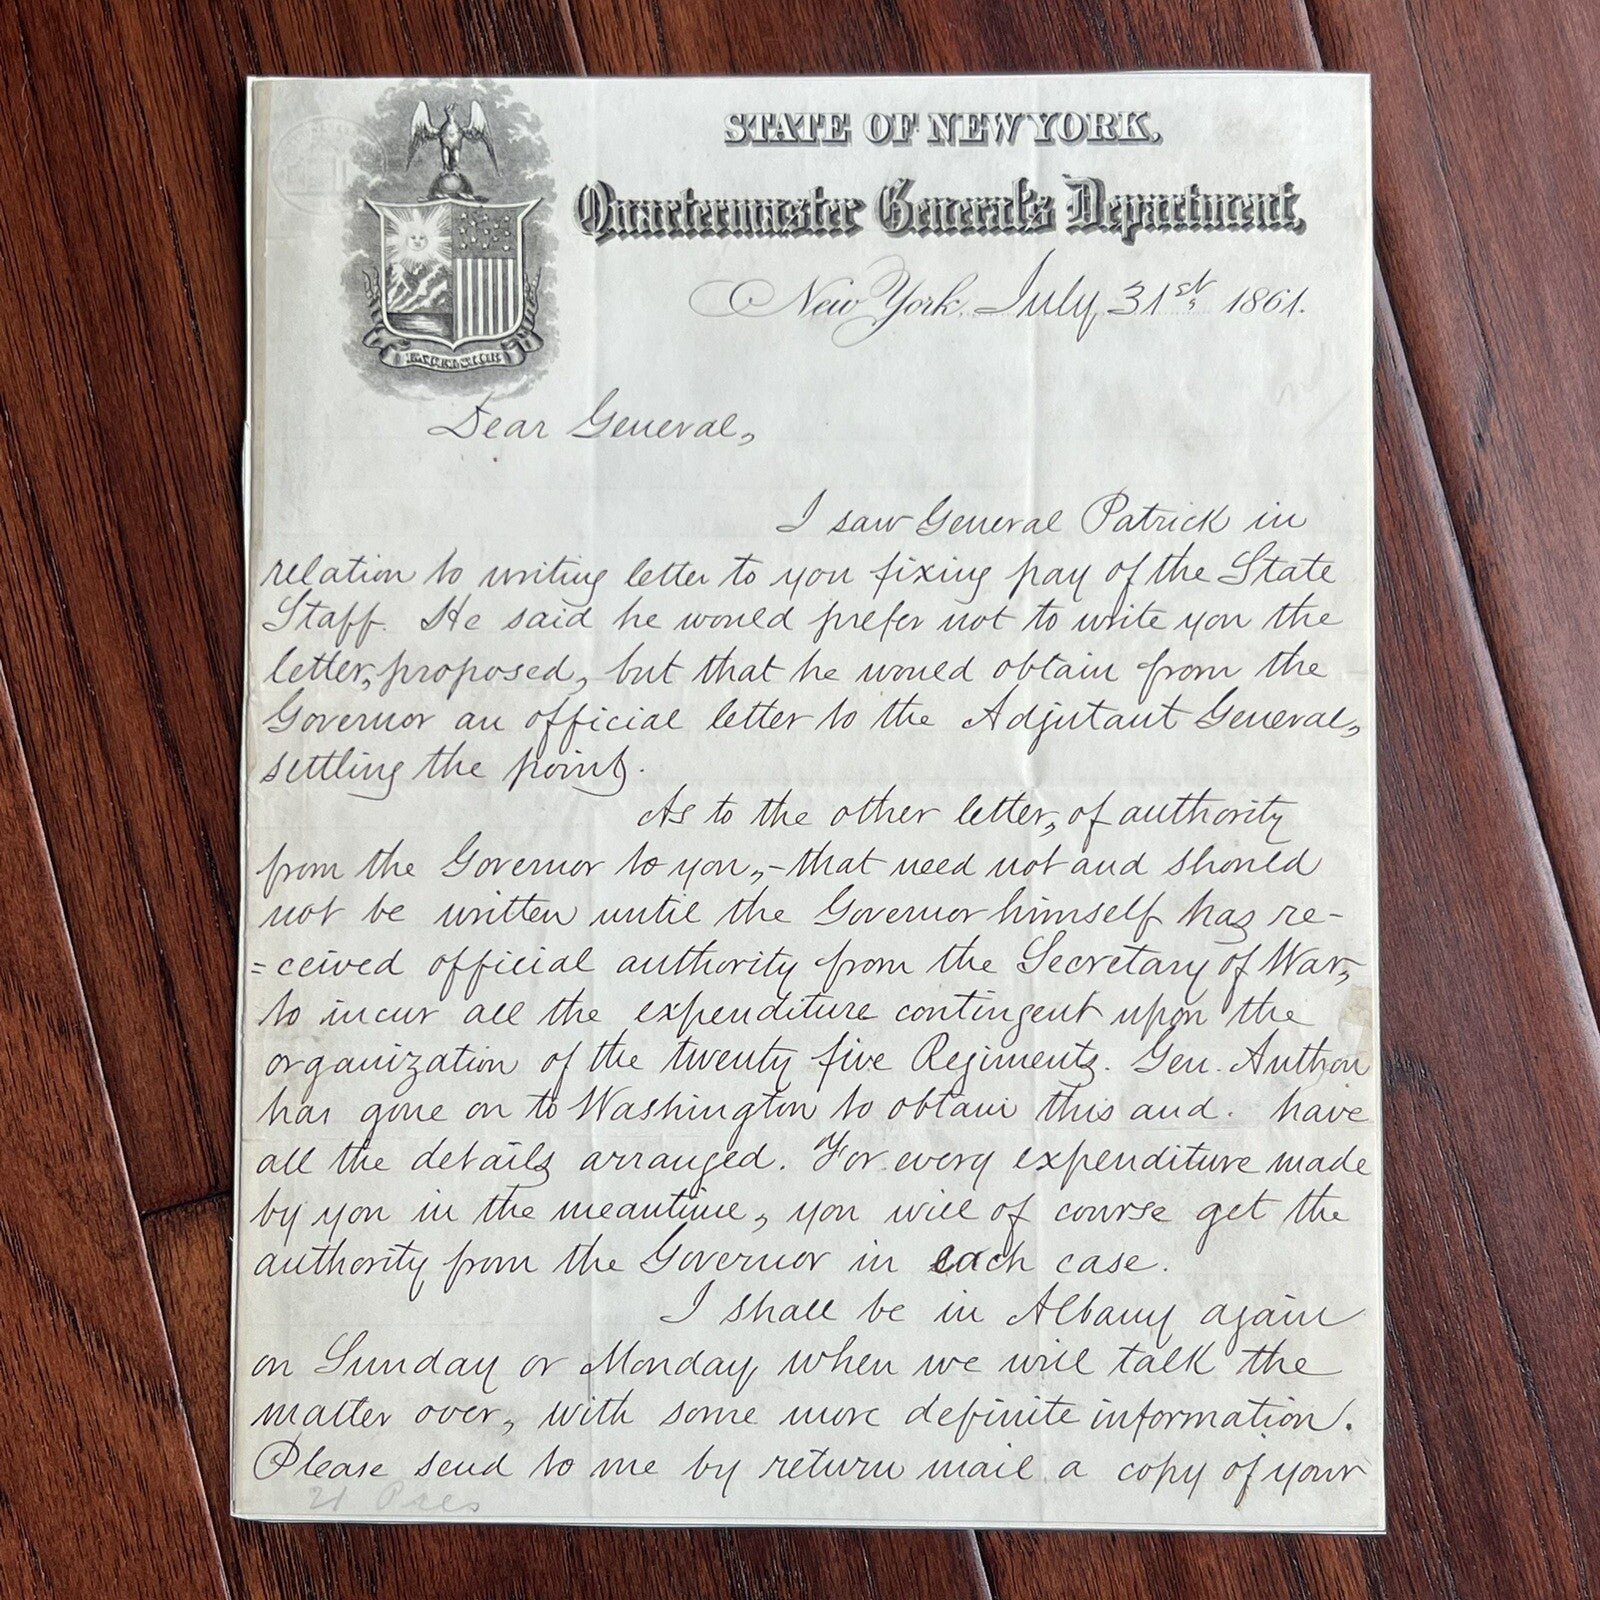 STATE OF NEW YORK.
Quartermaster General's Department,
New York, July 31st, 1861.
EXCELSIOR
Dear General,
I saw General Patrick in
relation to writing letter to you fixing pay of the State
Staff. He said he would prefer not to write you the
letter, proposed, but that he would obtain from the
Governor an official letter to the Adjutant General,
settling the point.
As to the other letter, of authority
from the Governor to you, - that need not and should
not be written until the Governor himself has re-
=ceived official authority from the Secretary of War,
to incur all the expenditure contingent upon the
organization of the twenty five Regiments. Gen. Anthon
has gone on to Washington to obtain this and. have
all the details arranged. For every expenditure made
by you in the meantime, you will of course get the
authority from the Governor in each case.
I shall be in Albany again
on Sunday or Monday, when we will talk the
matter over, with some more definite information.
Please send to me by return mail a copy of your
21 Pres